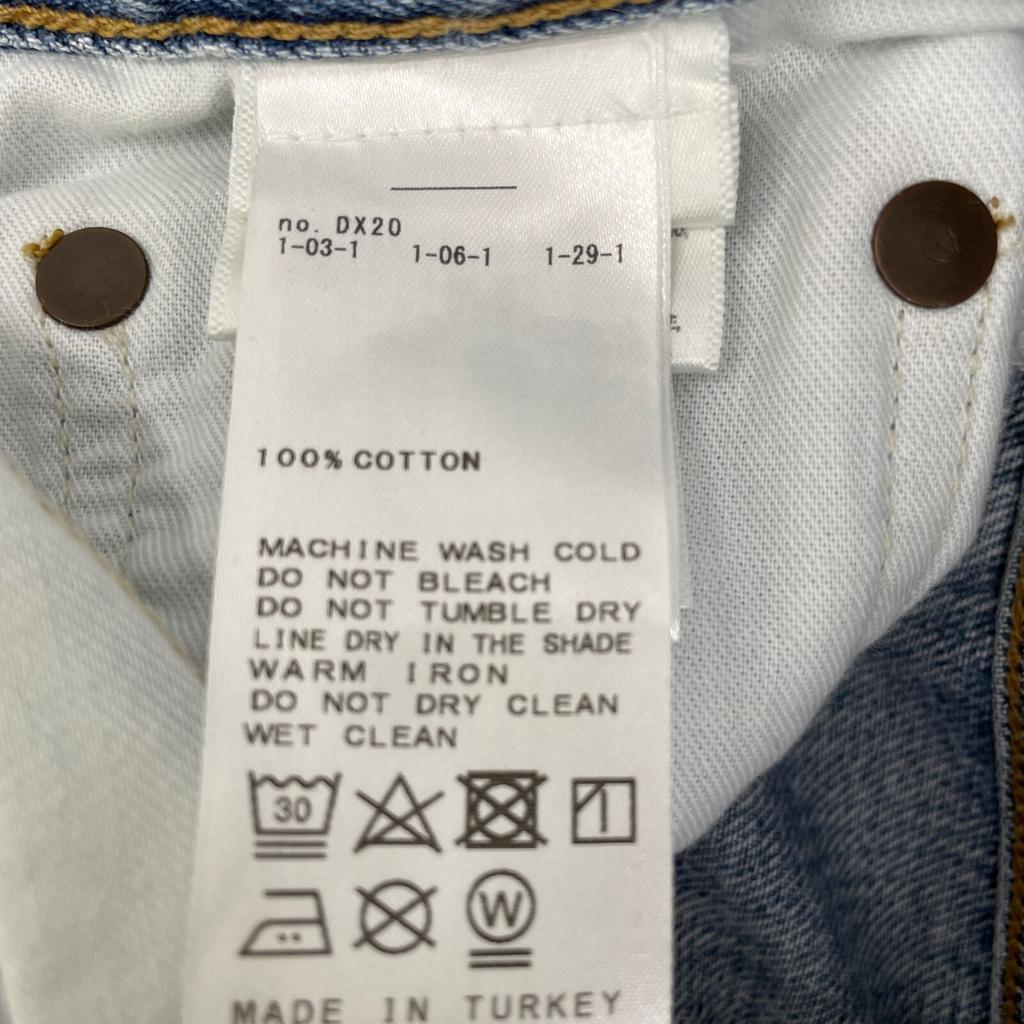 no. DX20
1-03-1 1-06-1 1-29-1
100% COTTON
MACHINE WASH COLD
DO NOT BLEACH
DO NOT TUMBLE DRY
LINE DRY IN THE SHADE
WARM IRON
DO NOT DRY CLEAN
WET CLEAN
30
W
MADE IN TURKEY